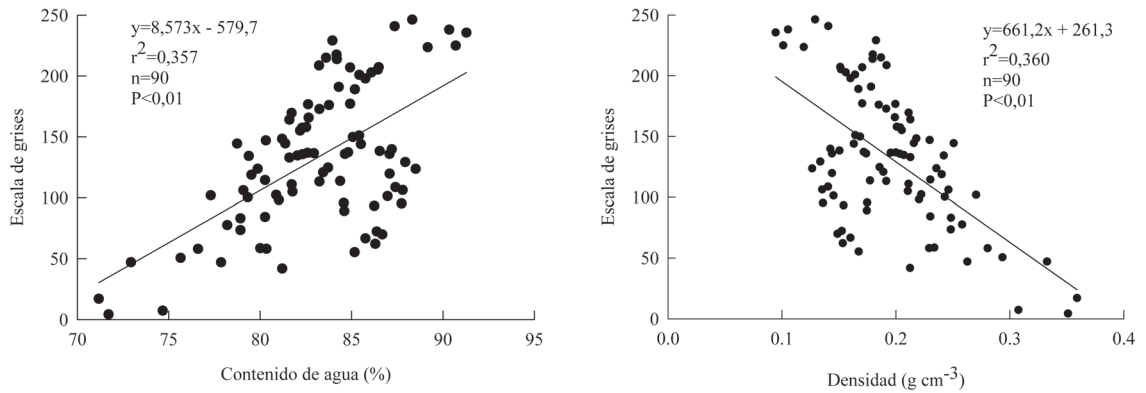 y=8,573x - 579,7
r2=0,357
n=90
P<0,01
Escala de grises
250
200
150
100
50
0
70
75
80
85
90
95
Contenido de agua (%)
y=661,2x + 261,3
r2=0,360
n=90
P<0,01
Escala de grises
250
200
150
100
50
0
0.0
0.1
0.2
0.3
0.4
Densidad (g cm-3)